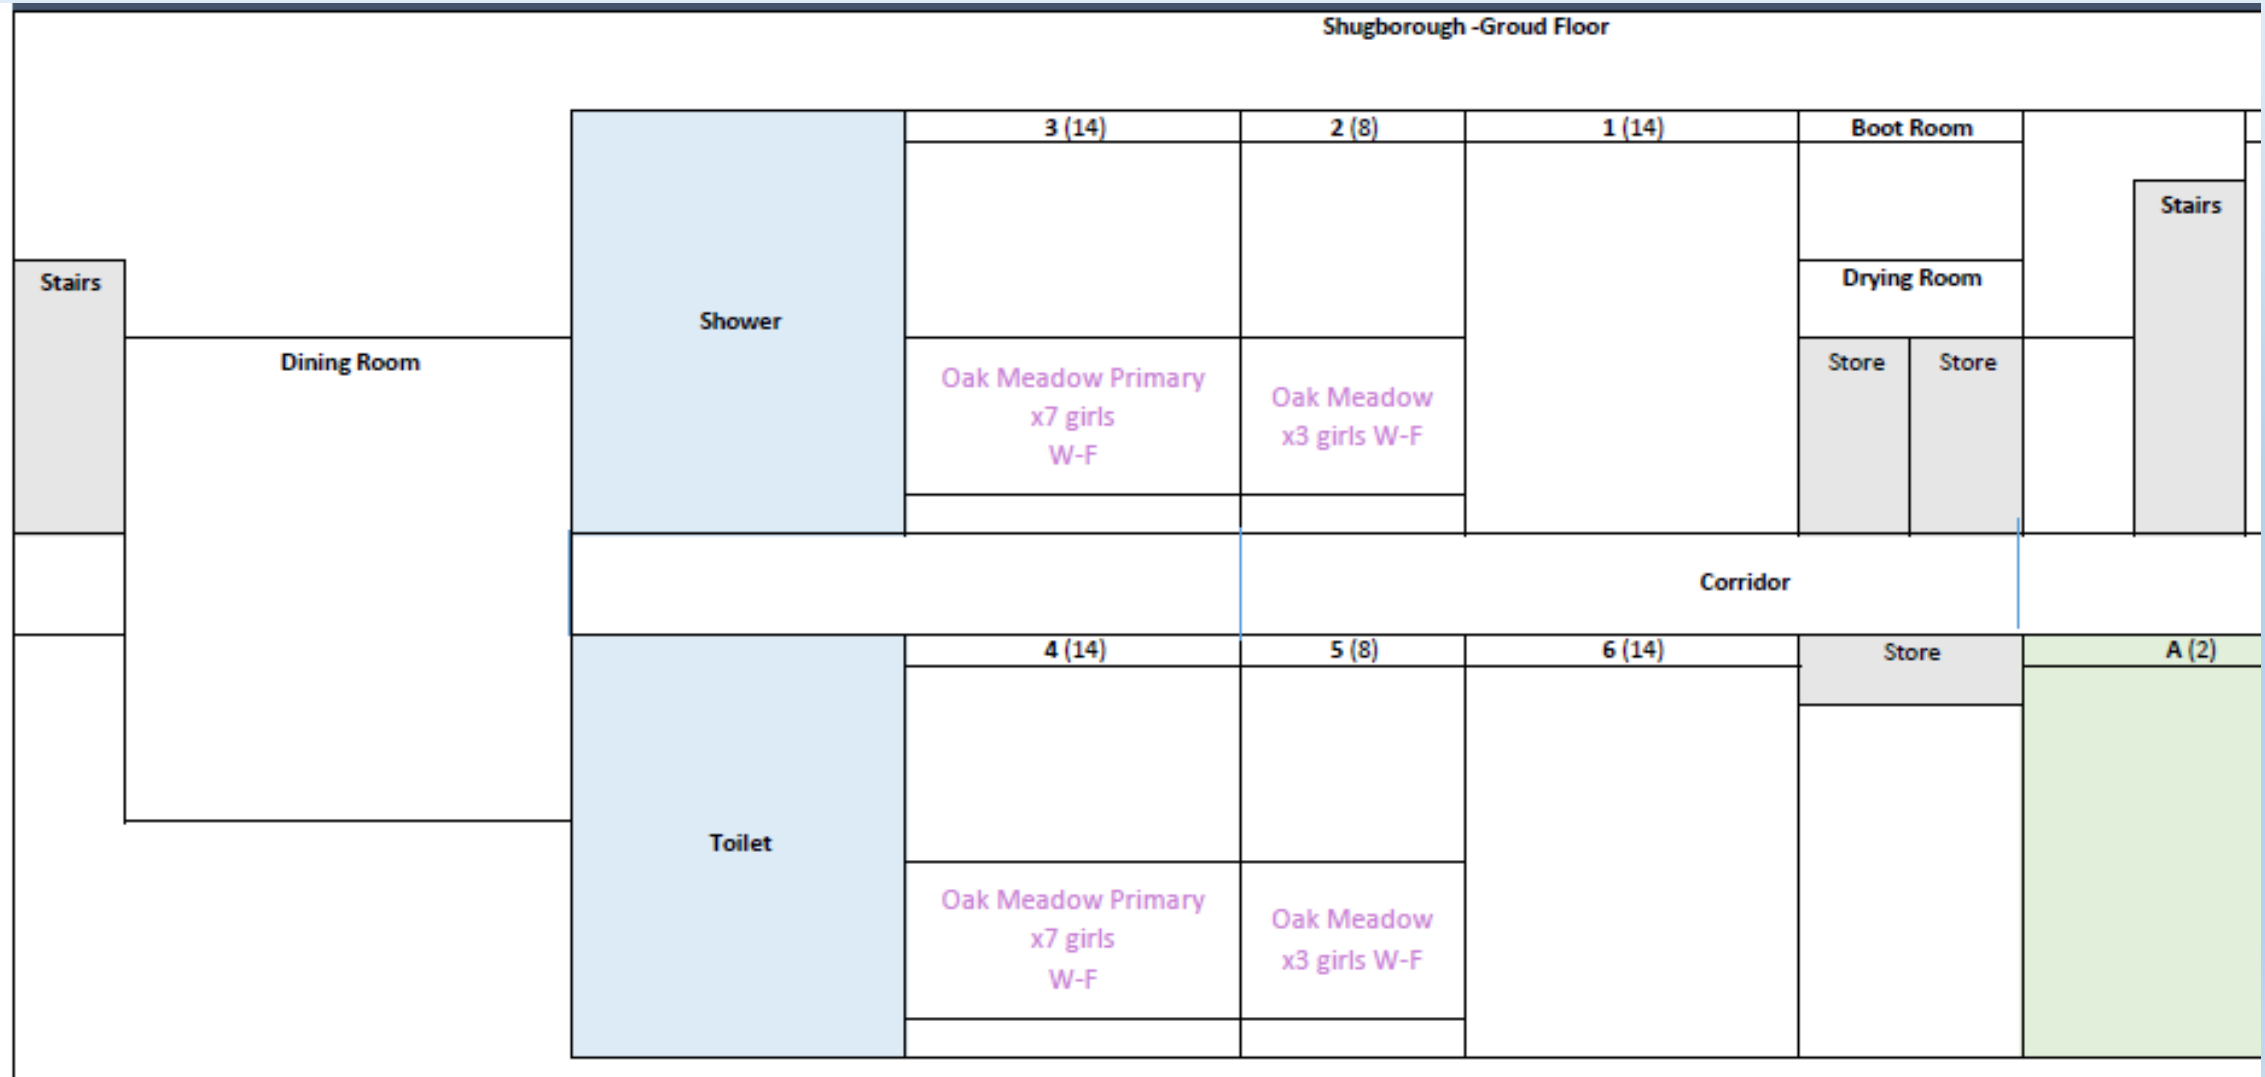 Shugborough -Groud Floor
3 (14)
2 (8)
1 (14)
Boot Room
Stairs
Stairs
Drying Room
Shower
Dining Room
Store
Store
Oak Meadow Primary
x7 girls
W-F
Oak Meadow
x3 girls W-F
Corridor
4 (14)
5 (8)
6 (14)
Store
A (2)
Toilet
Oak Meadow Primary
x7 girls
W-F
Oak Meadow
x3 girls W-F